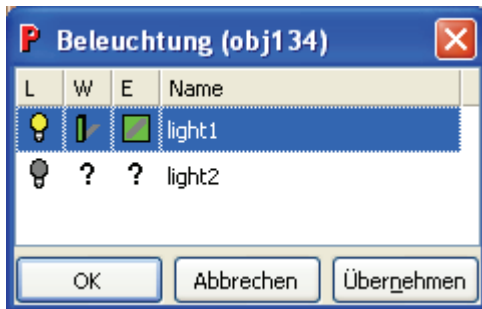 P Beleuchtung (obj134)
L W E Name
light1
? ? light2
OK Abbrechen Übernehmen